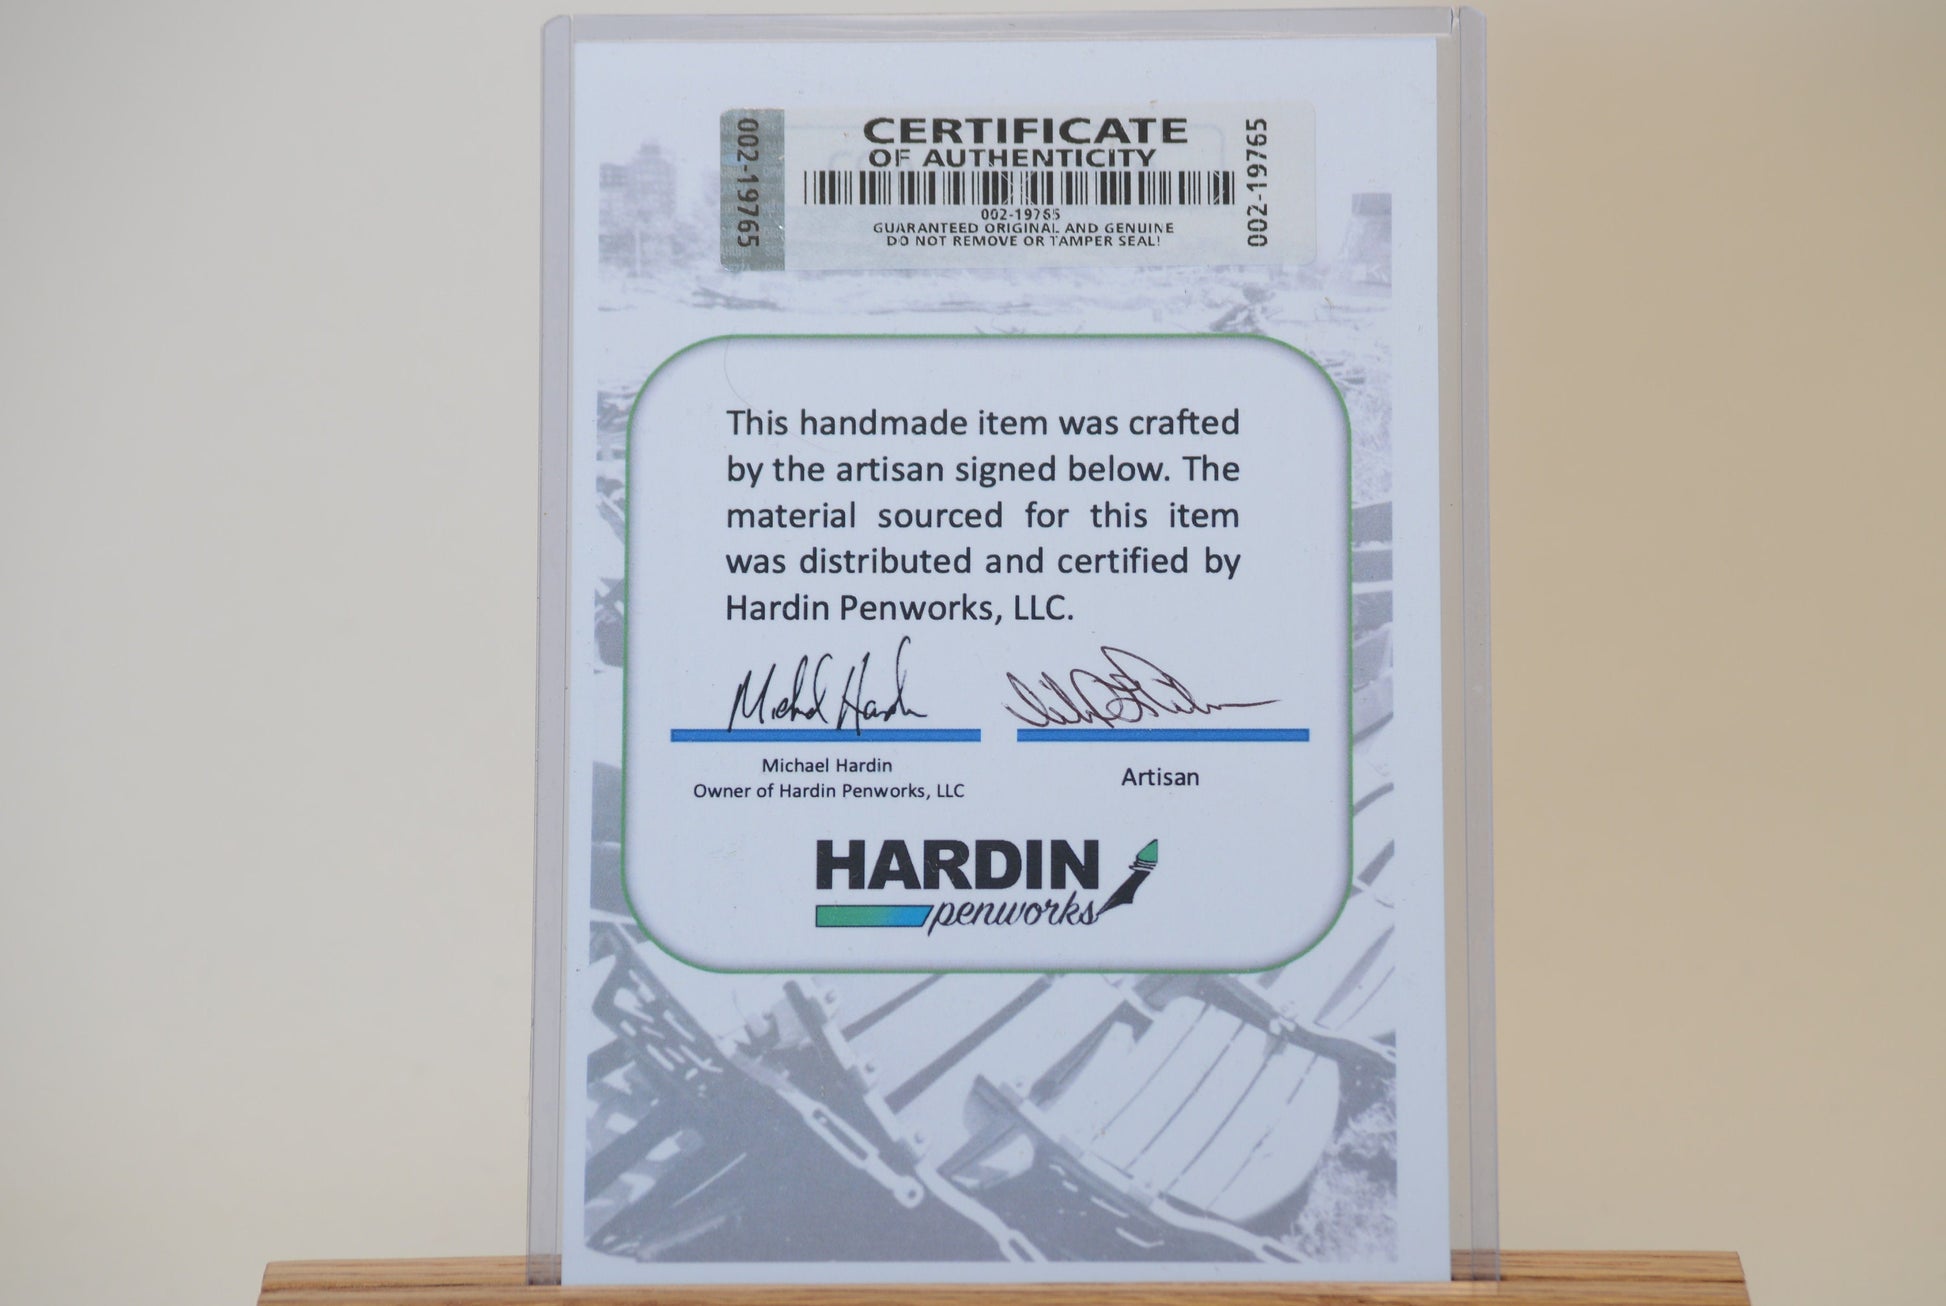 CERTIFICATE
OF AUTHENTICITY
002-19765
002-19765
002-19765
GUARANTEED ORIGINAL AND GENUINE
DO NOT REMOVE OR TAMPER SEAL!
This handmade item was crafted
by the artisan signed below. The
material sourced for this item
was distributed and certified by
Hardin Penworks, LLC.
Michael Hardin
Michael Hardin
Owner of Hardin Penworks, LLC
Artisan
HARDIN
penworks